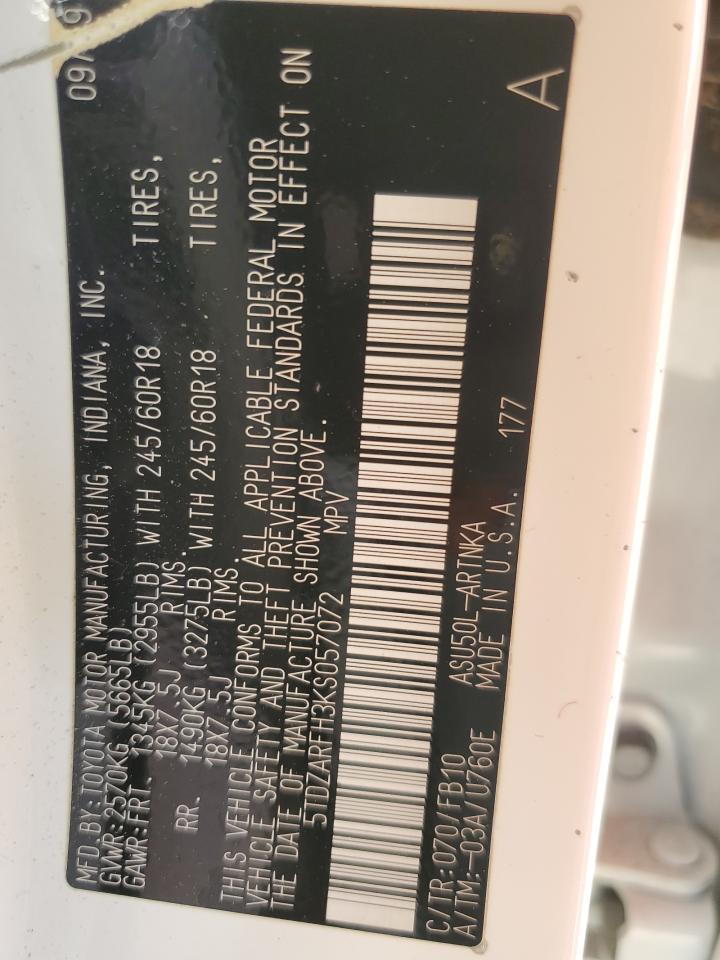 MFD. BY: TOYOTA MOTOR MANUFACTURING, INDIANA, INC. 09/
GVWR: 2570KG (5665LB)
GAWR: FRT. 1345KG (2955LB) WITH 245/60R18 TIRES,
18X7.5J RIMS
RR. 1490KG (3275LB) WITH 245/60R18 TIRES,
18X7.5J RIMS.
THIS VEHICLE CONFORMS TO ALL APPLICABLE FEDERAL MOTOR
VEHICLE SAFETY AND THEFT PREVENTION STANDARDS IN EFFECT ON
THE DATE OF MANUFACTURE SHOWN ABOVE.
5TDZARFH3KS057072 MPV
C/TR: 070 /FB10 ASU50L-ARTNKA 177 A
A/TM: -03A/U760E MADE IN U.S.A.